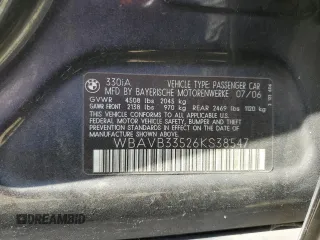 330iA VEHICLE TYPE: PASSENGER CAR
MFD BY BAYERISCHE MOTORENWERKE 07/06
GVWR 4508 lbs 2045 kg
GAWR FRONT 2138 lbs 970 kg REAR 2469 lbs 1120 kg
THIS VEHICLE CONFORMS TO ALL APPLICABLE FEDERAL
MOTOR VEHICLE SAFETY, BUMPER AND THEFT
PREVENTION STANDARDS IN EFFECT ON THE DATE
OF MANUFACTURE SHOWN ABOVE.
WBAVB33526KS38547
DREAMBID